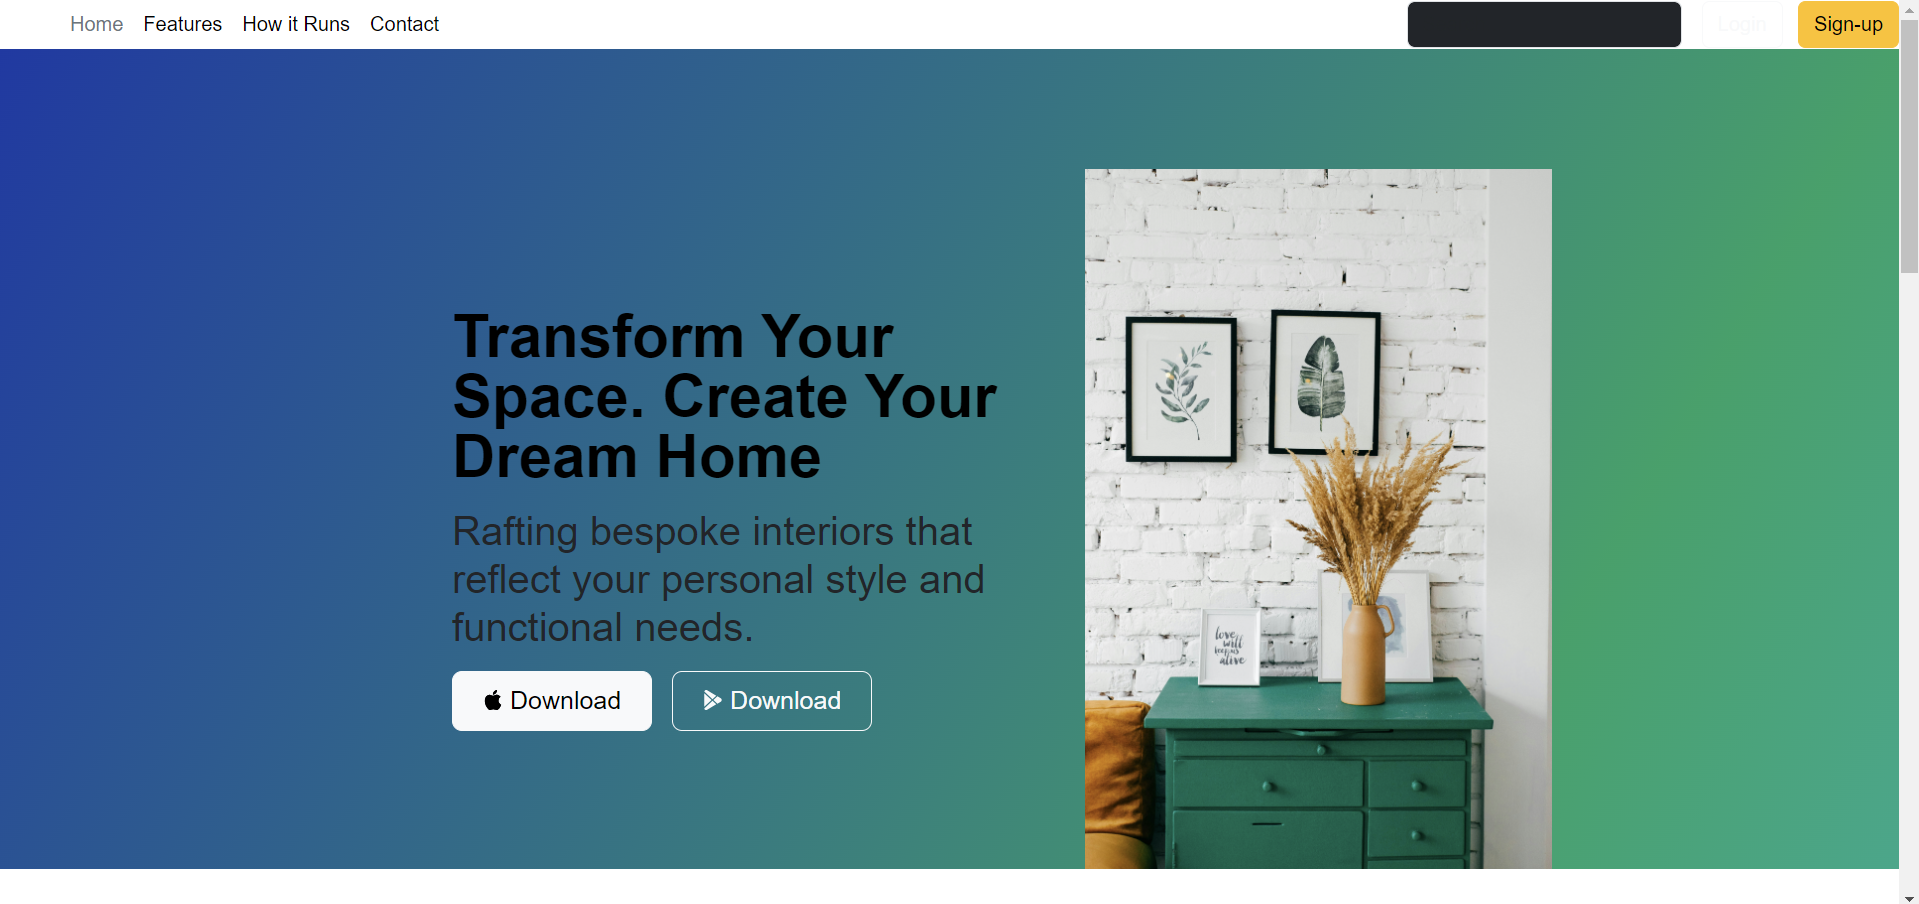 Home Features How it Runs Contact Login Sign-up
Transform Your
Space. Create Your
Dream Home
Rafting bespoke interiors that
reflect your personal style and
functional needs.
Download Download
love
will
keep us
alive